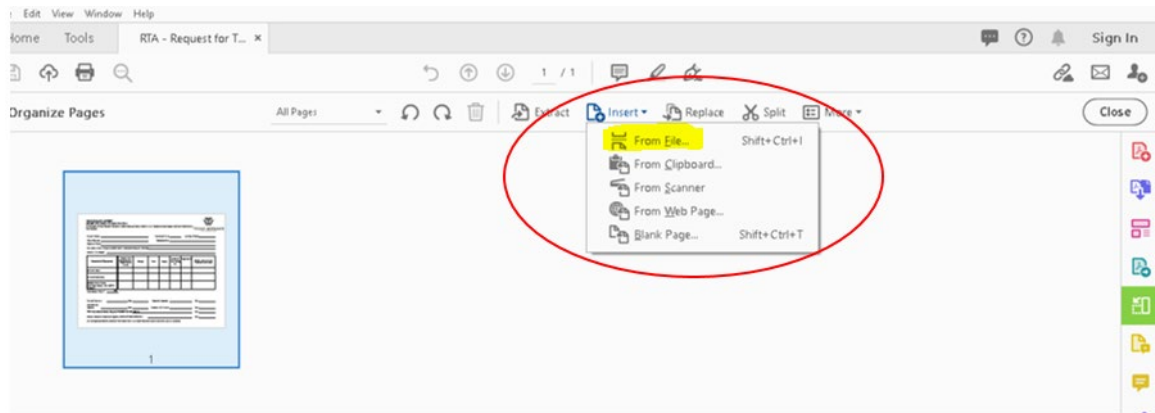 Edit View Window Help
Home Tools RTA - Request for T... ×
1 / 1 Sign In
Organize Pages All Pages Extract Insert Replace Split More Close
From File... Shift+Ctrl+I
From Clipboard...
From Scanner
From Web Page...
Blank Page... Shift+Ctrl+T
1